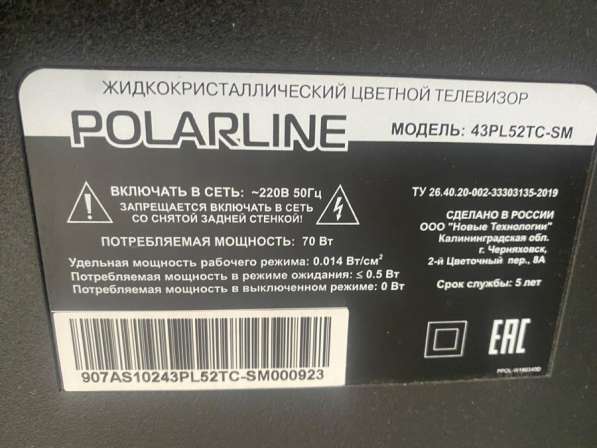 ЖИДКОКРИСТАЛЛИЧЕСКИЙ ЦВЕТНОЙ ТЕЛЕВИЗОР
POLARLINE
МОДЕЛЬ: 43PL52TC-SM
ВКЛЮЧАТЬ В СЕТЬ: ~220В 50Гц
ЗАПРЕЩАЕТСЯ ВКЛЮЧАТЬ В СЕТЬ
СО СНЯТОЙ ЗАДНЕЙ СТЕНКОЙ!
ПОТРЕБЛЯЕМАЯ МОЩНОСТЬ: 70 Вт
Удельная мощность рабочего режима: 0.014 Вт/см²
Потребляемая мощность в режиме ожидания: ≤ 0.5 Вт
Потребляемая мощность в выключенном режиме: 0 Вт
ТУ 26.40.20-002-33303135-2019
СДЕЛАНО В РОССИИ
ООО "Новые Технологии"
Калининградская обл.
г. Черняховск,
2-й Цветочный пер., 8А
Срок службы: 5 лет
907AS10243PL52TC-SM000923
EAC